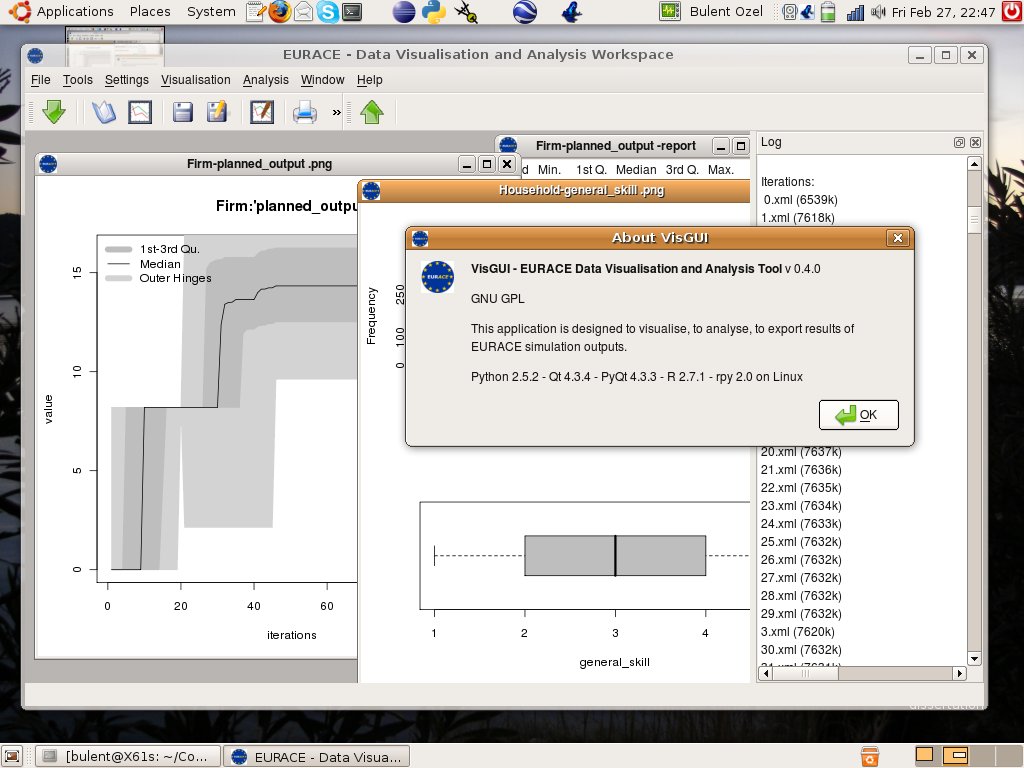 Applications Places System Bulent Ozel Fri Feb 27, 22:47
EURACE - Data Visualisation and Analysis Workspace
File Tools Settings Visualisation Analysis Window Help
»
Firm-planned_output .png
Firm:'planned_outpu
1st-3rd Qu.
Median
Outer Hinges
value
0 5 10 15
0 20 40 60
iterations
Firm-planned_output -report
d Min. 1st Q. Median 3rd Q. Max.
Household-general_skill .png
Frequency
0 100 250
1 2 3 4
general_skill
About VisGUI
EURACE
VisGUI - EURACE Data Visualisation and Analysis Tool v 0.4.0
GNU GPL
This application is designed to visualise, to analyse, to export results of
EURACE simulation outputs.
Python 2.5.2 - Qt 4.3.4 - PyQt 4.3.3 - R 2.7.1 - rpy 2.0 on Linux
OK
Log
Iterations:
0.xml (6539k)
1.xml (7618k)
20.xml (7637k)
21.xml (7636k)
22.xml (7635k)
23.xml (7634k)
24.xml (7633k)
25.xml (7632k)
26.xml (7632k)
27.xml (7632k)
28.xml (7632k)
29.xml (7632k)
3.xml (7620k)
30.xml (7632k)
31.xml (7631k)
dissertation
[bulent@X61s: ~/Co... EURACE - Data Visua...